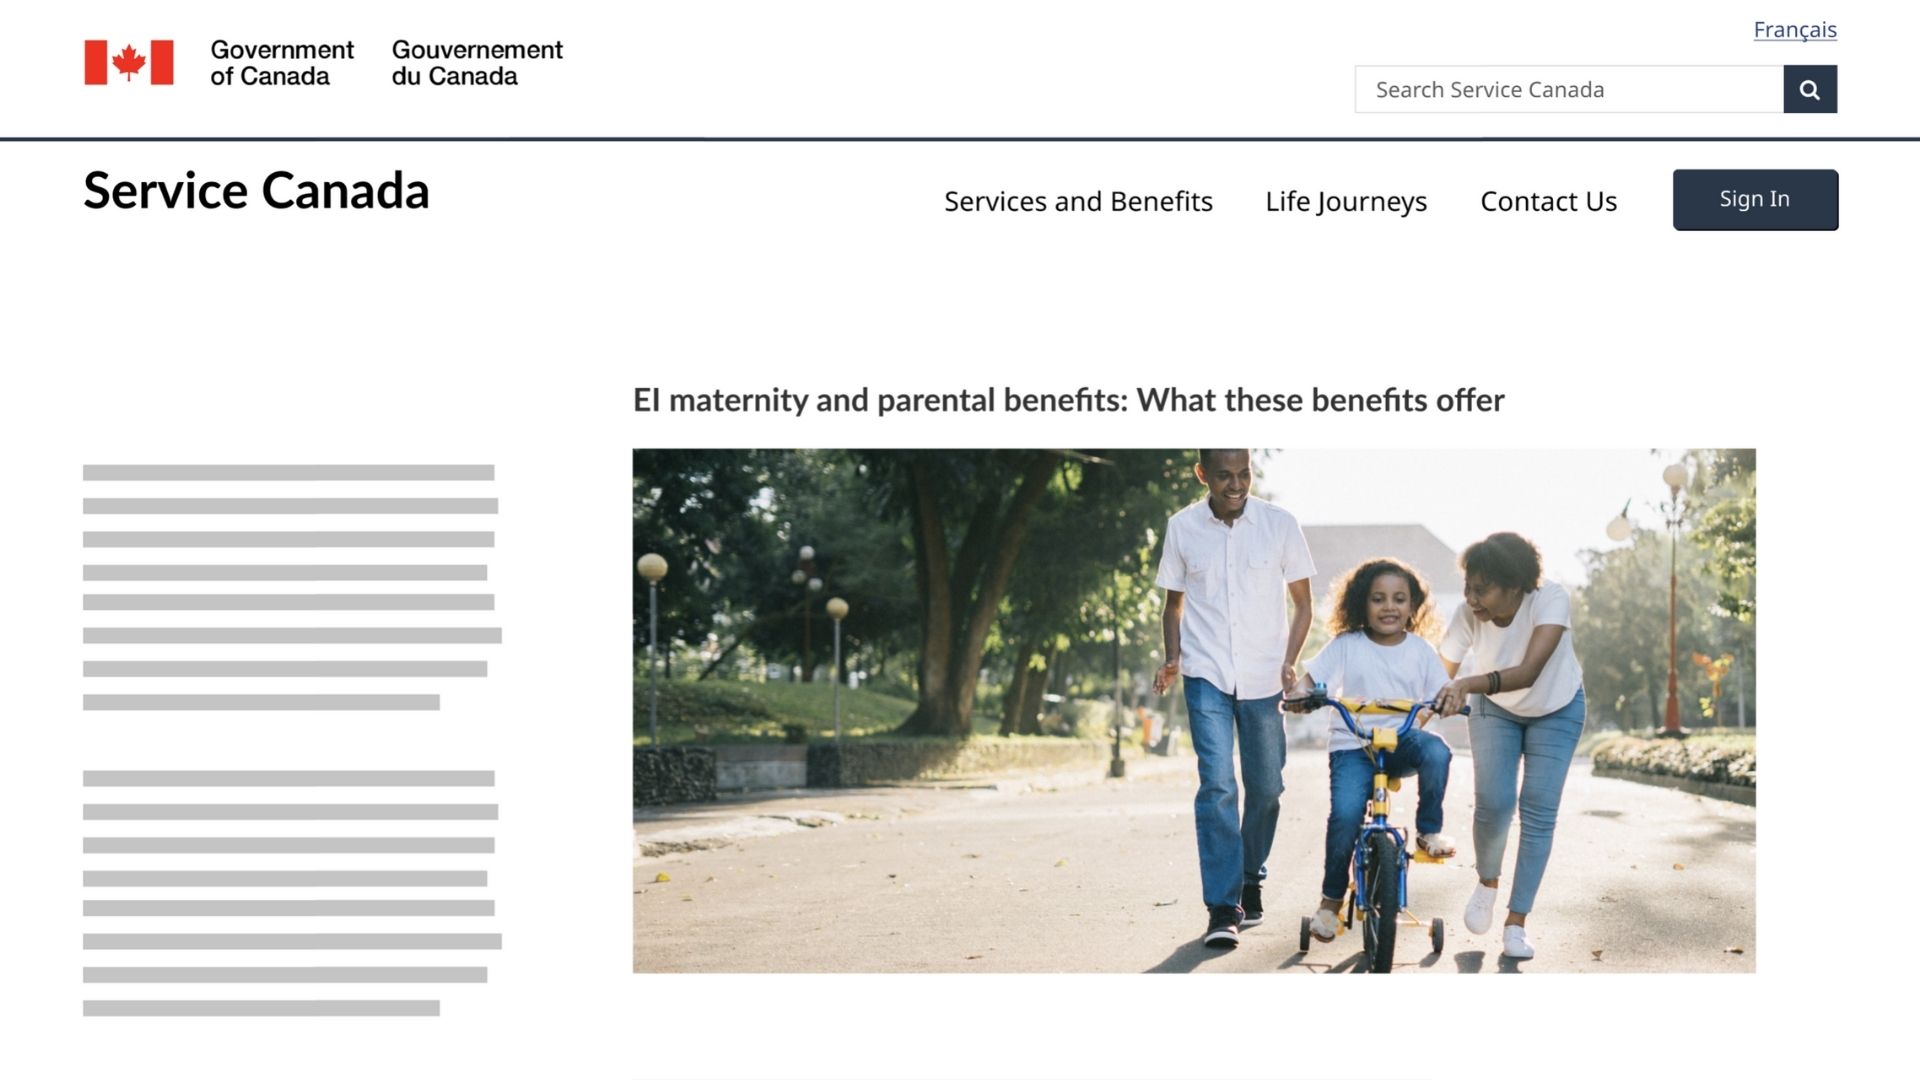 Français
Government
of Canada
Gouvernement
du Canada
Search Service Canada
Service Canada
Services and Benefits
Life Journeys
Contact Us
Sign In
EI maternity and parental benefits: What these benefits offer